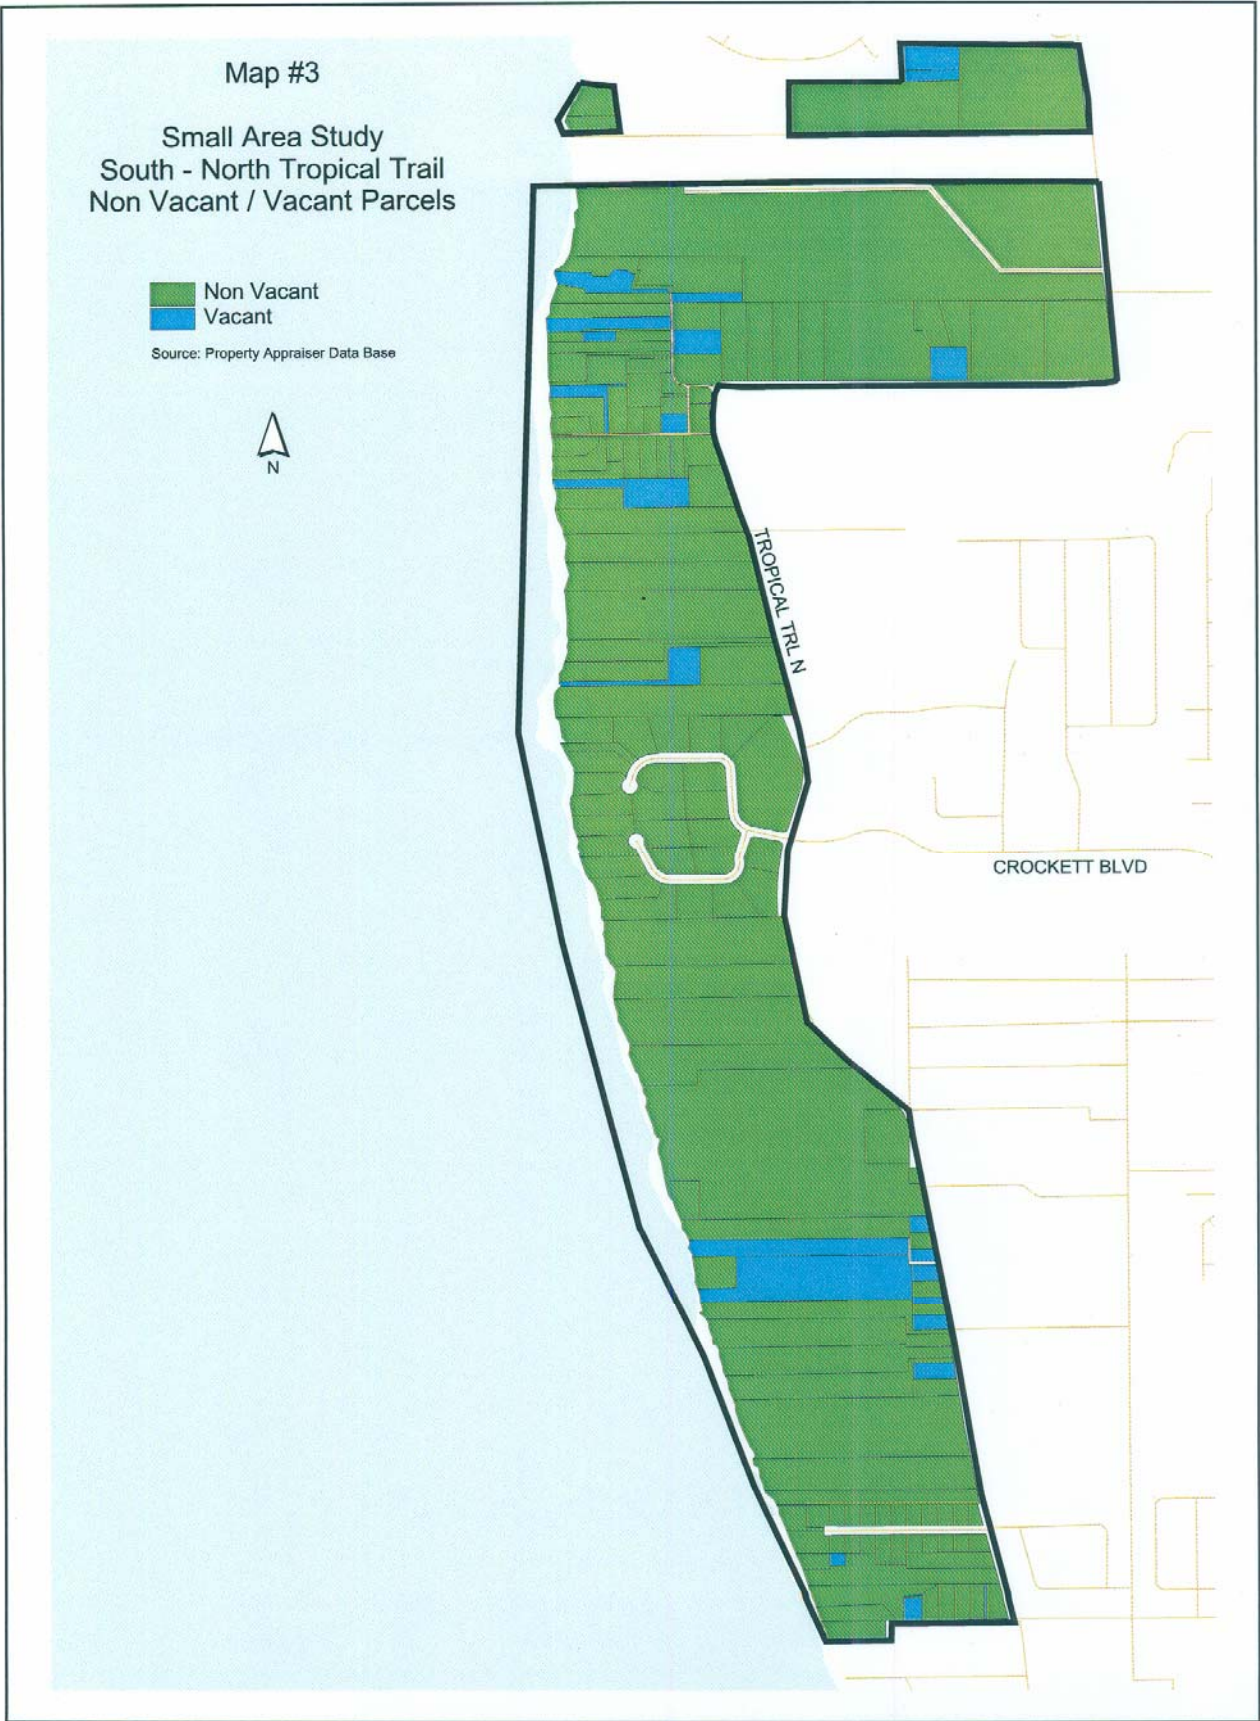 Map #3
Small Area Study
South - North Tropical Trail
Non Vacant / Vacant Parcels
Non Vacant
Vacant
Source: Property Appraiser Data Base
N
TROPICAL TRL N
CROCKETT BLVD